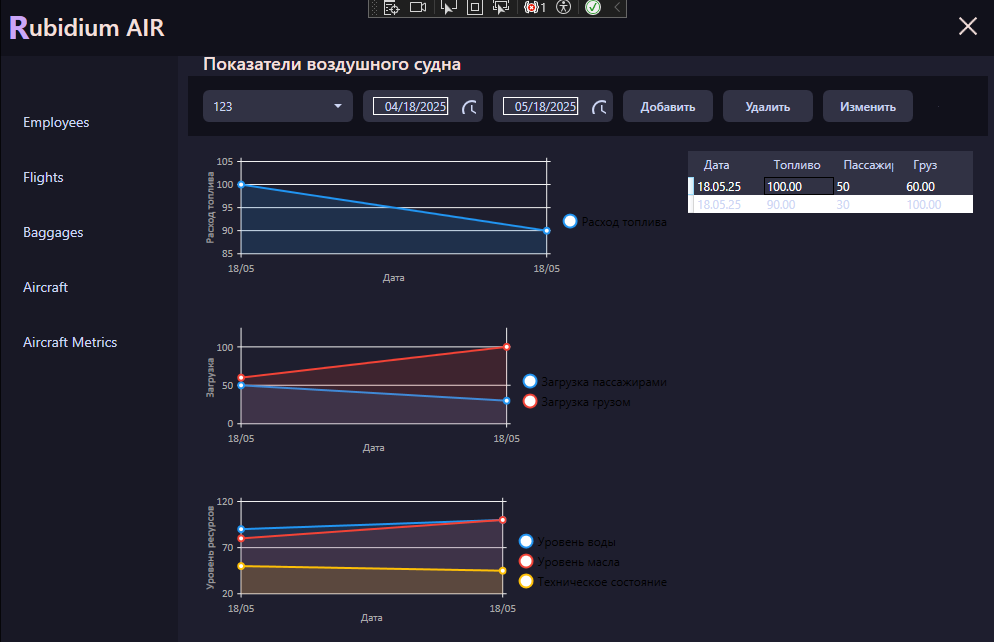 1
Rubidium AIR
Показатели воздушного судна
123
04/18/2025
05/18/2025
Добавить
Удалить
Изменить
Employees
Flights
Baggages
Aircraft
Aircraft Metrics
105
100
95
90
85
Расход топлива
18/05
18/05
Дата
Расход топлива
Дата Топливо Пассажи Груз
18.05.25 100.00 50 60.00
18.05.25 90.00 30 100.00
100
50
0
Загрузка
18/05
18/05
Дата
Загрузка пассажирами
Загрузка грузом
120
70
20
Уровень ресурсов
18/05
18/05
Дата
Уровень воды
Уровень масла
Техническое состояние